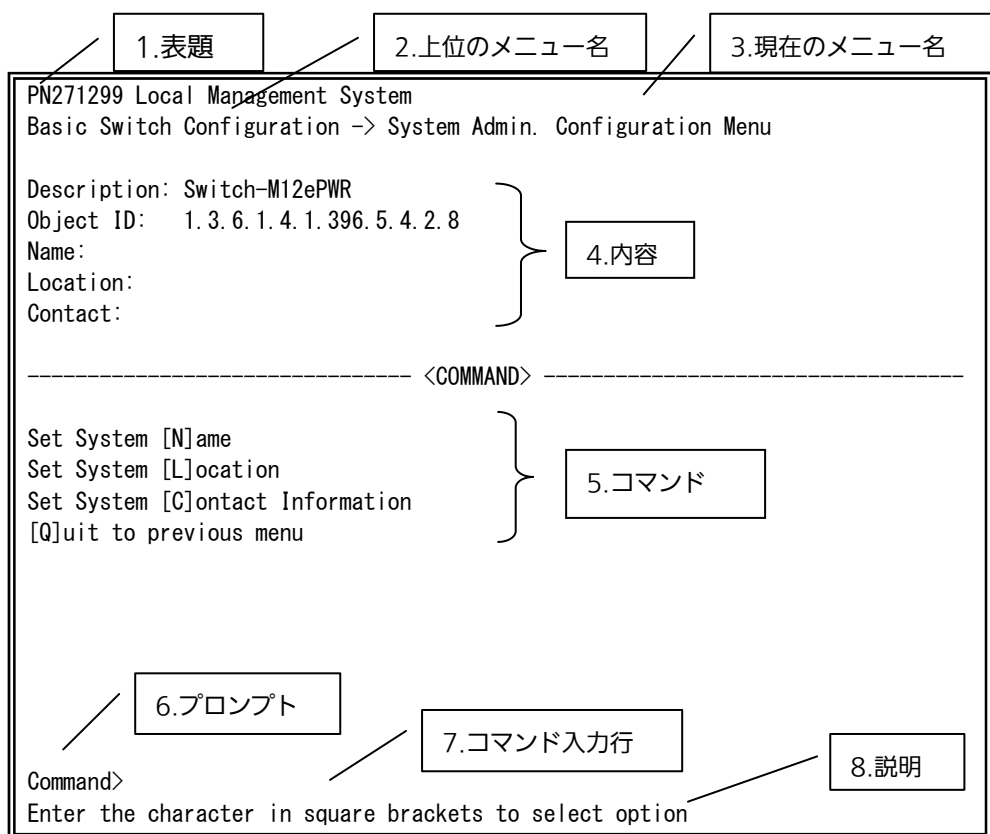 1.表題
2.上位のメニュー名
3.現在のメニュー名
PN271299 Local Management System
Basic Switch Configuration -> System Admin. Configuration Menu
Description: Switch-M12ePWR
Object ID: 1.3.6.1.4.1.396.5.4.2.8
Name:
Location:
Contact:
4.内容
-------------------------------- <COMMAND> -----------------------------------
Set System [N]ame
Set System [L]ocation
Set System [C]ontact Information
[Q]uit to previous menu
5.コマンド
6.プロンプト
7.コマンド入力行
8.説明
Command>
Enter the character in square brackets to select option